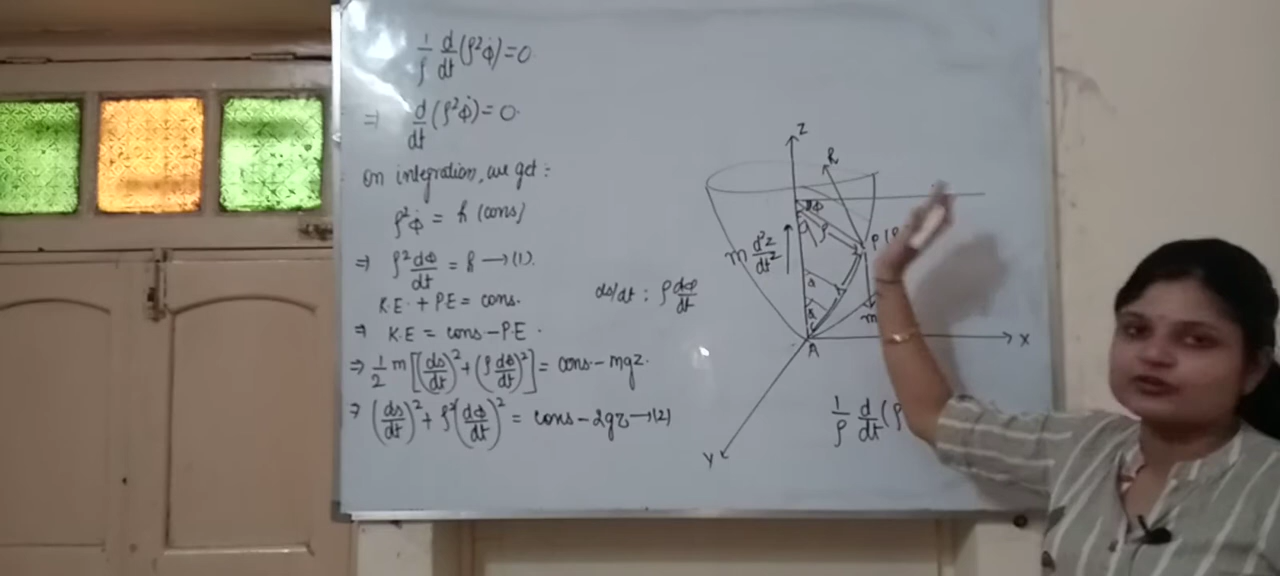 1/ρ d/dt (ρ²φ̇) = 0
⇒ d/dt (ρ²φ̇) = 0.
On integration, we get :
ρ²φ̇ = h (cons)
⇒ ρ² dφ/dt = h → (1).
K.E. + P.E = cons.
⇒ K.E = cons – P.E.
⇒ 1/2 m [(ds/dt)² + (ρ dφ/dt)²] = cons – mgz.
⇒ (ds/dt)² + ρ² (dφ/dt)² = cons – 2gz → (2)
ds/dt : ρ dφ/dt
Z
R
φ
ρ
P (ρ
m d²z/dt²
m
A
X
Y
1/ρ d/dt (ρ